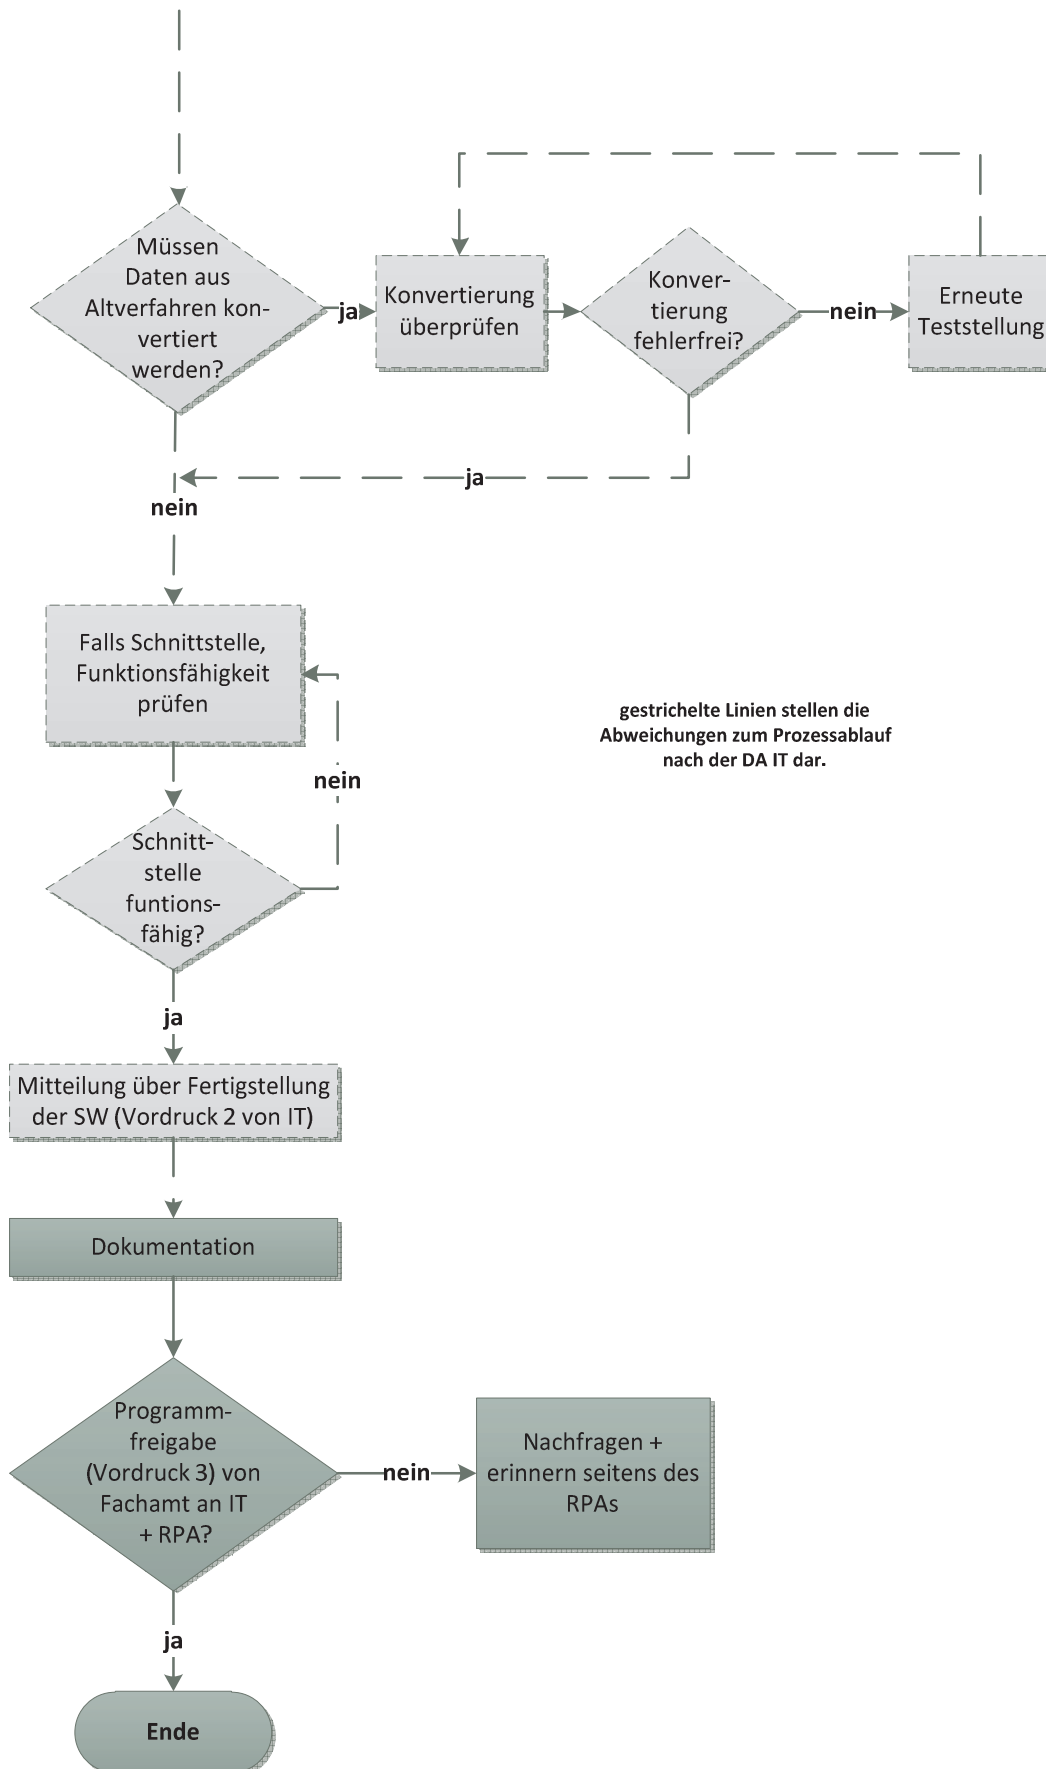 Müssen
Daten aus
Altverfahren kon-
vertiert
werden?
ja
Konvertierung
überprüfen
Konver-
tierung
fehlerfrei?
nein
Erneute
Teststellung
ja
nein
Falls Schnittstelle,
Funktionsfähigkeit
prüfen
gestrichelte Linien stellen die
Abweichungen zum Prozessablauf
nach der DA IT dar.
nein
Schnitt-
stelle
funtions-
fähig?
ja
Mitteilung über Fertigstellung
der SW (Vordruck 2 von IT)
Dokumentation
Programm-
freigabe
(Vordruck 3) von
Fachamt an IT
+ RPA?
nein
Nachfragen +
erinnern seitens des
RPAs
ja
Ende